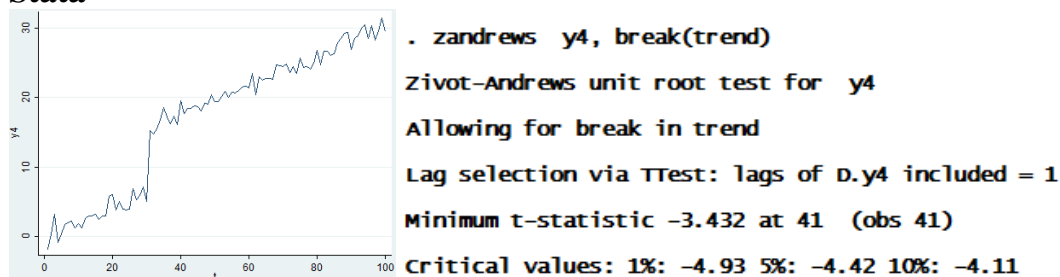 y4
30
20
10
0
0
20
40
60
80
100
. zandrews y4, break(trend)
Zivot-Andrews unit root test for y4
Allowing for break in trend
Lag selection via TTest: lags of D.y4 included = 1
Minimum t-statistic -3.432 at 41 (obs 41)
Critical values: 1%: -4.93 5%: -4.42 10%: -4.11